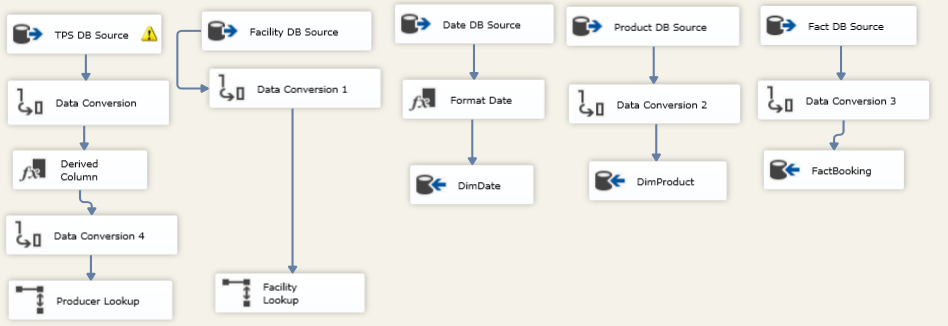 TPS DB Source
Data Conversion
Derived
Column
Data Conversion 4
Producer Lookup
Facility DB Source
Data Conversion 1
Facility
Lookup
Date DB Source
Format Date
DimDate
Product DB Source
Data Conversion 2
DimProduct
Fact DB Source
Data Conversion 3
FactBooking